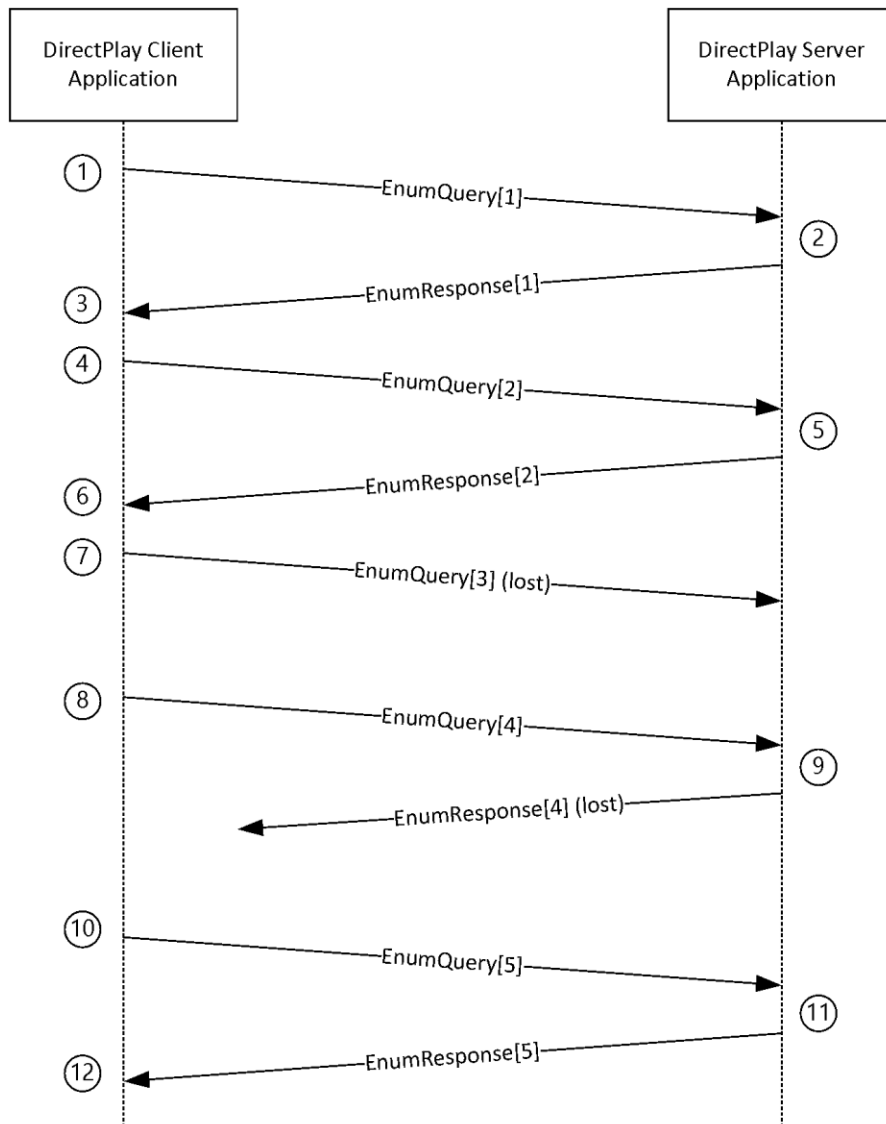 DirectPlay Client
Application
DirectPlay Server
Application
1
EnumQuery[1]
2
EnumResponse[1]
3
4
EnumQuery[2]
5
EnumResponse[2]
6
7
EnumQuery[3] (lost)
8
EnumQuery[4]
9
EnumResponse[4] (lost)
10
EnumQuery[5]
11
EnumResponse[5]
12